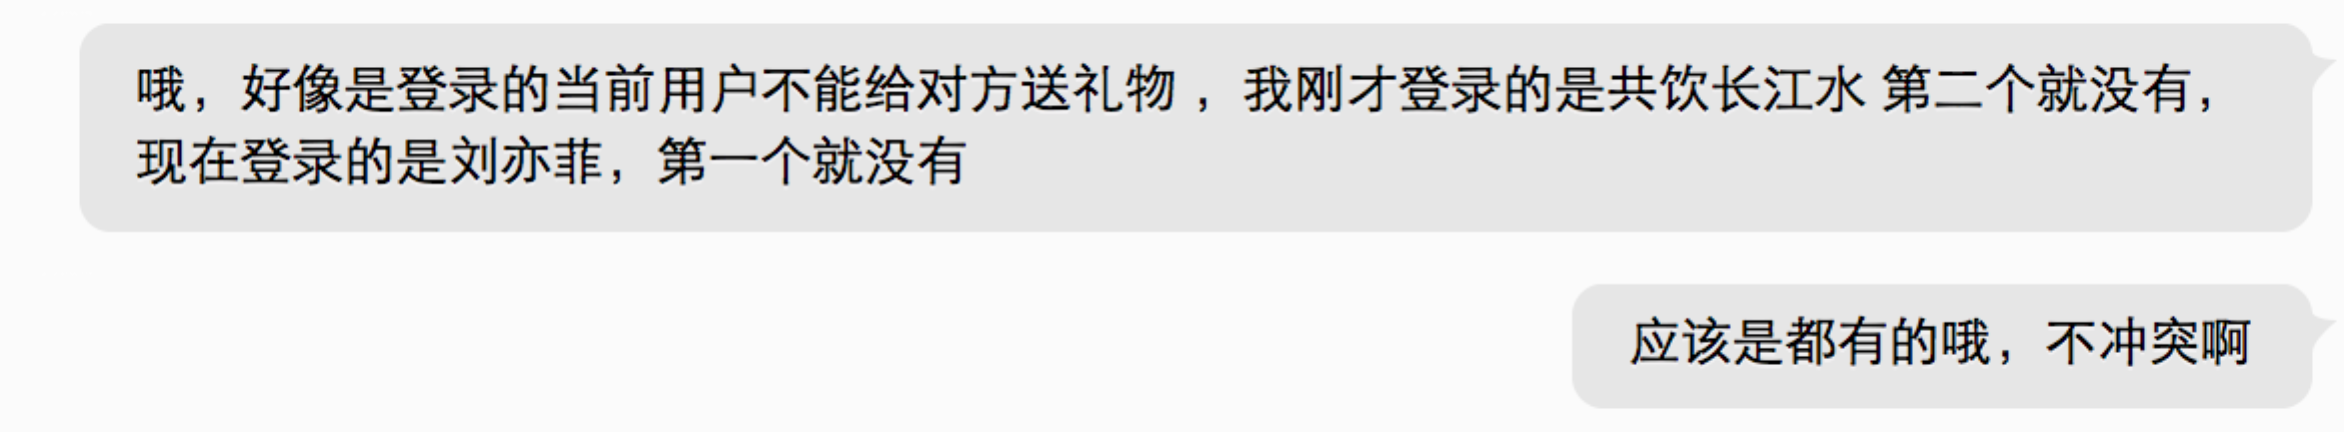 哦，好像是登录的当前用户不能给对方送礼物 ，我刚才登录的是共饮长江水 第二个就没有，
现在登录的是刘亦菲，第一个就没有
应该是都有的哦，不冲突啊